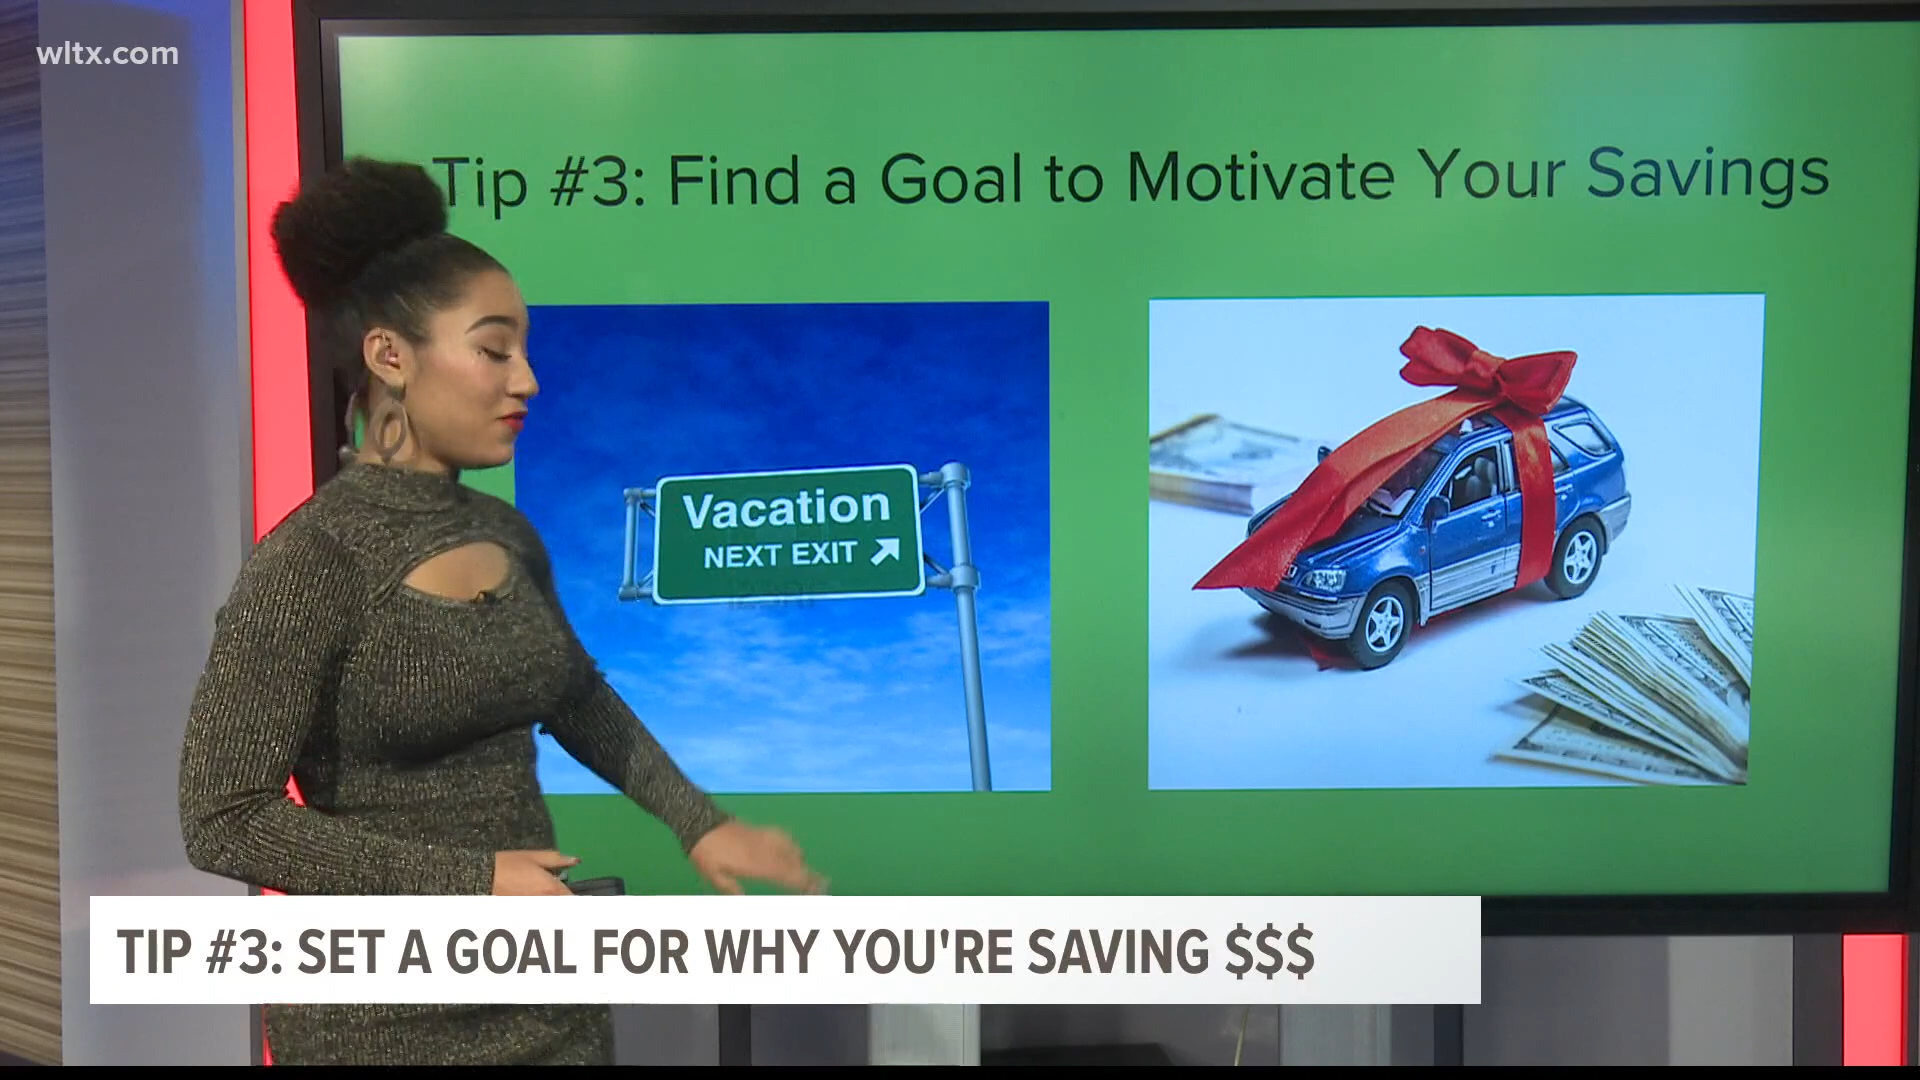 wltx.com
Tip #3: Find a Goal to Motivate Your Savings
Vacation
NEXT EXIT
TIP #3: SET A GOAL FOR WHY YOU'RE SAVING $$$